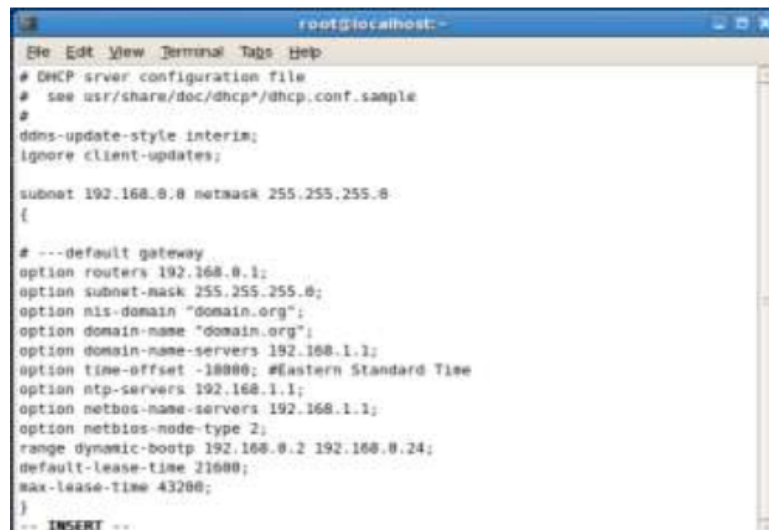 root@localhost:~
File Edit View Terminal Tabs Help
# DHCP srver configuration file
# see usr/share/doc/dhcp*/dhcp.conf.sample
#
ddns-update-style interim;
ignore client-updates;
subnet 192.168.0.0 netmask 255.255.255.0
{
# ---default gateway
option routers 192.168.0.1;
option subnet-mask 255.255.255.0;
option nis-domain "domain.org";
option domain-name "domain.org";
option domain-name-servers 192.168.1.1;
option time-offset -18000; #Eastern Standard Time
option ntp-servers 192.168.1.1;
option netbos-name-servers 192.168.1.1;
option netbios-node-type 2;
range dynamic-bootp 192.168.0.2 192.168.0.24;
default-lease-time 21600;
max-lease-time 43200;
}
-- INSERT --